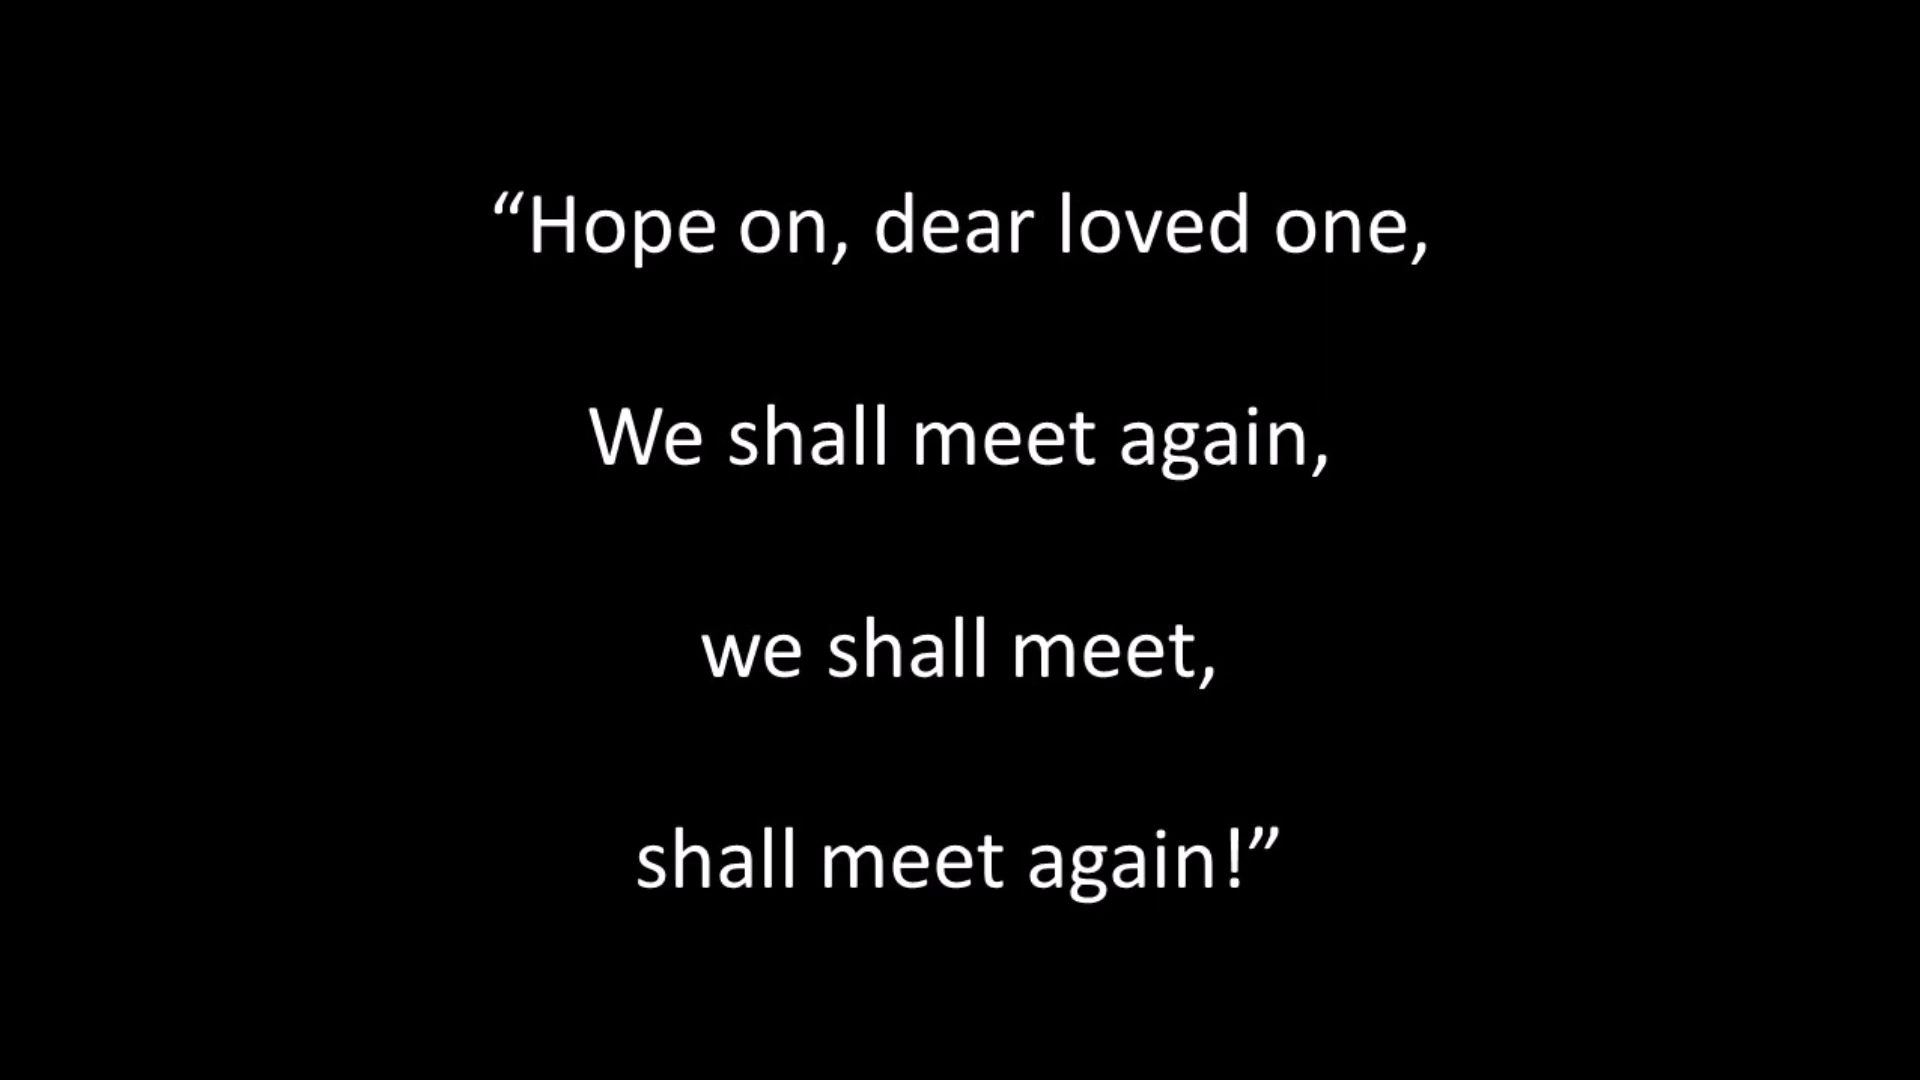 “Hope on, dear loved one,
We shall meet again,
we shall meet,
shall meet again!”